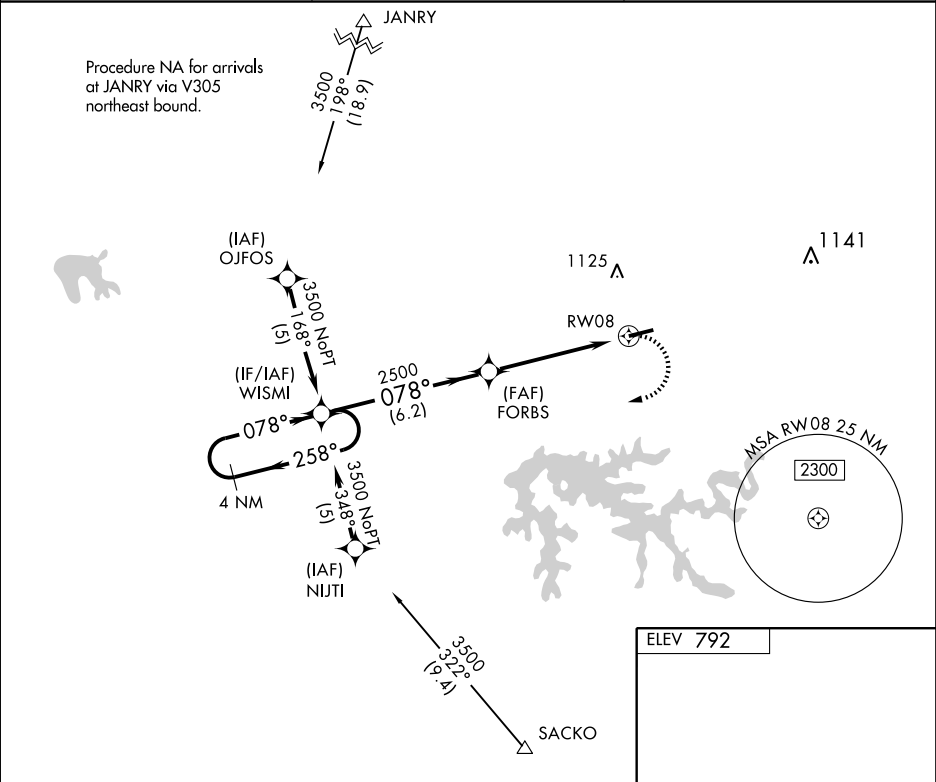 JANRY
Procedure NA for arrivals
at JANRY via V305
northeast bound.
3500
198°
(18.9)
(IAF)
OJFOS
3500 NoPT
168°
(5)
1125
1141
RW08
(IF/IAF)
WISMI
2500
078°
(6.2)
(FAF)
FORBS
078°
258°
4 NM
3500 NoPT
348°
(5)
(IAF)
NIJTI
MSA RW08 25 NM
2300
3500
322°
(9.4)
SACKO
ELEV 792